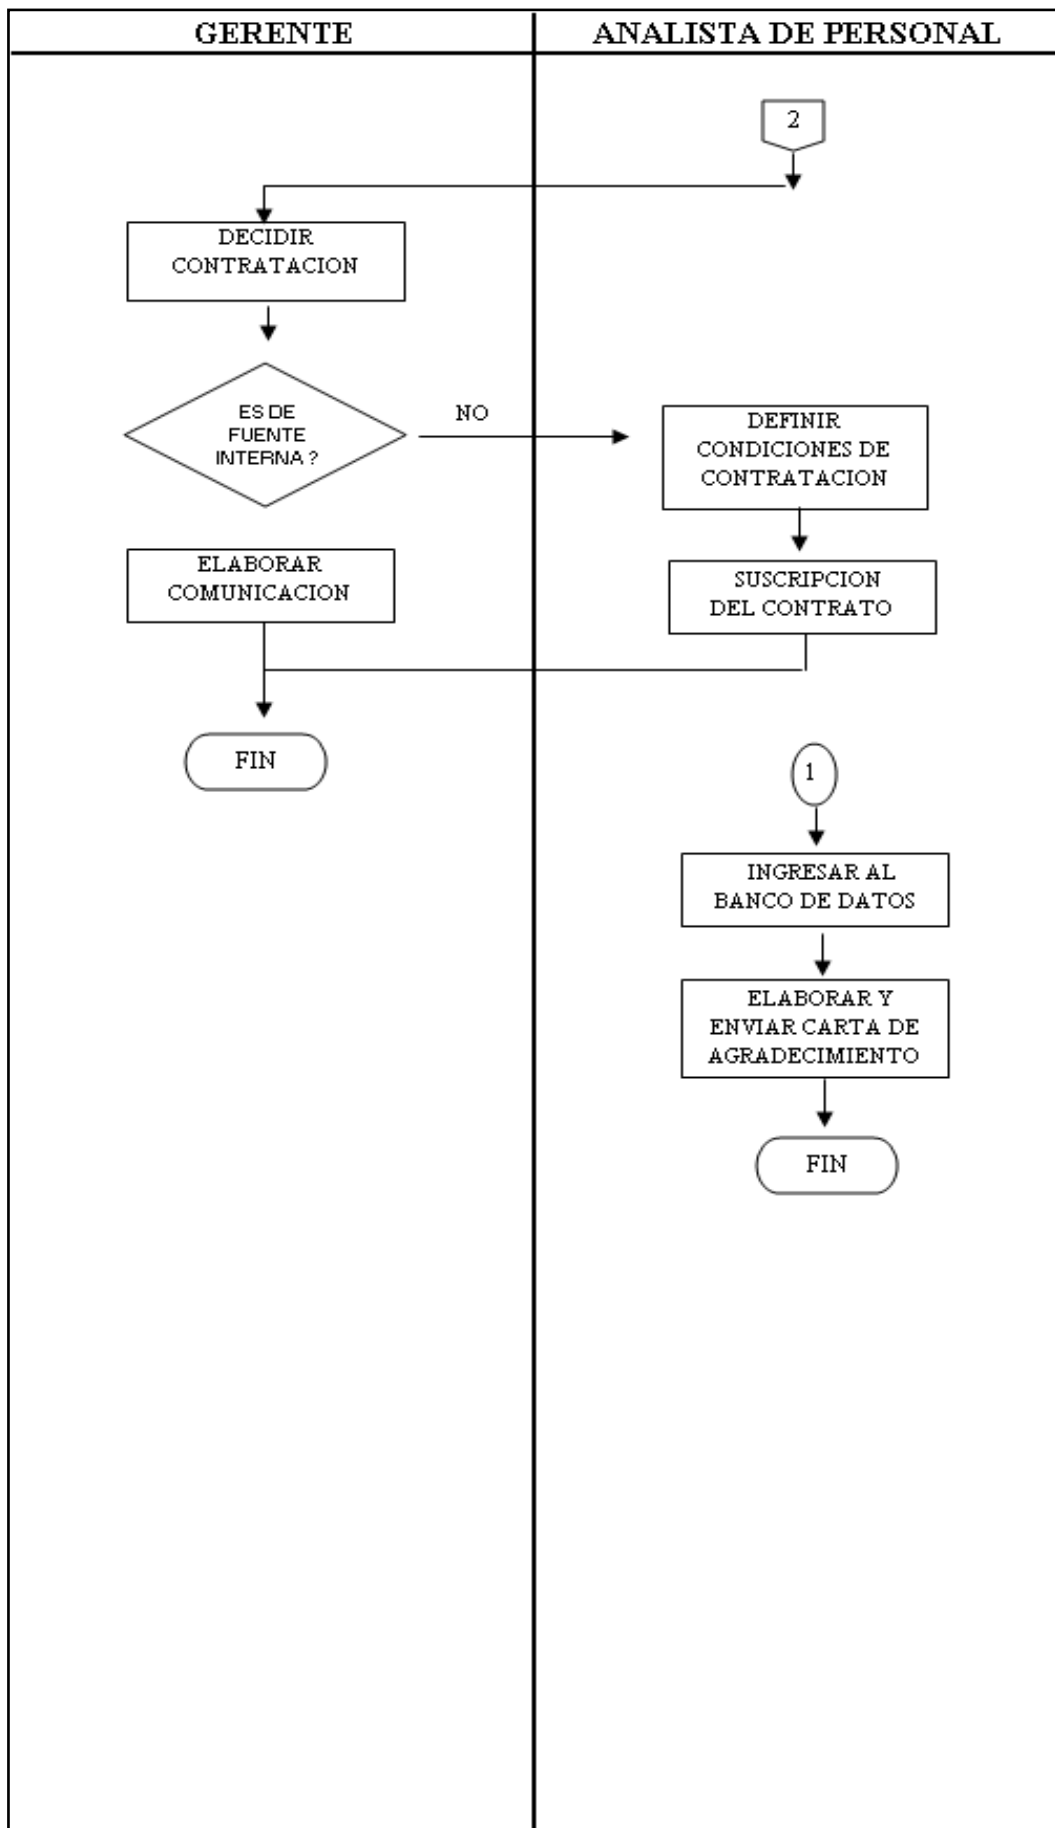 GERENTE
ANALISTA DE PERSONAL
2
DECIDIR
CONTRATACION
ES DE
FUENTE
INTERNA ?
NO
DEFINIR
CONDICIONES DE
CONTRATACION
ELABORAR
COMUNICACION
SUSCRIPCION
DEL CONTRATO
FIN
1
INGRESAR AL
BANCO DE DATOS
ELABORAR Y
ENVIAR CARTA DE
AGRADECIMIENTO
FIN